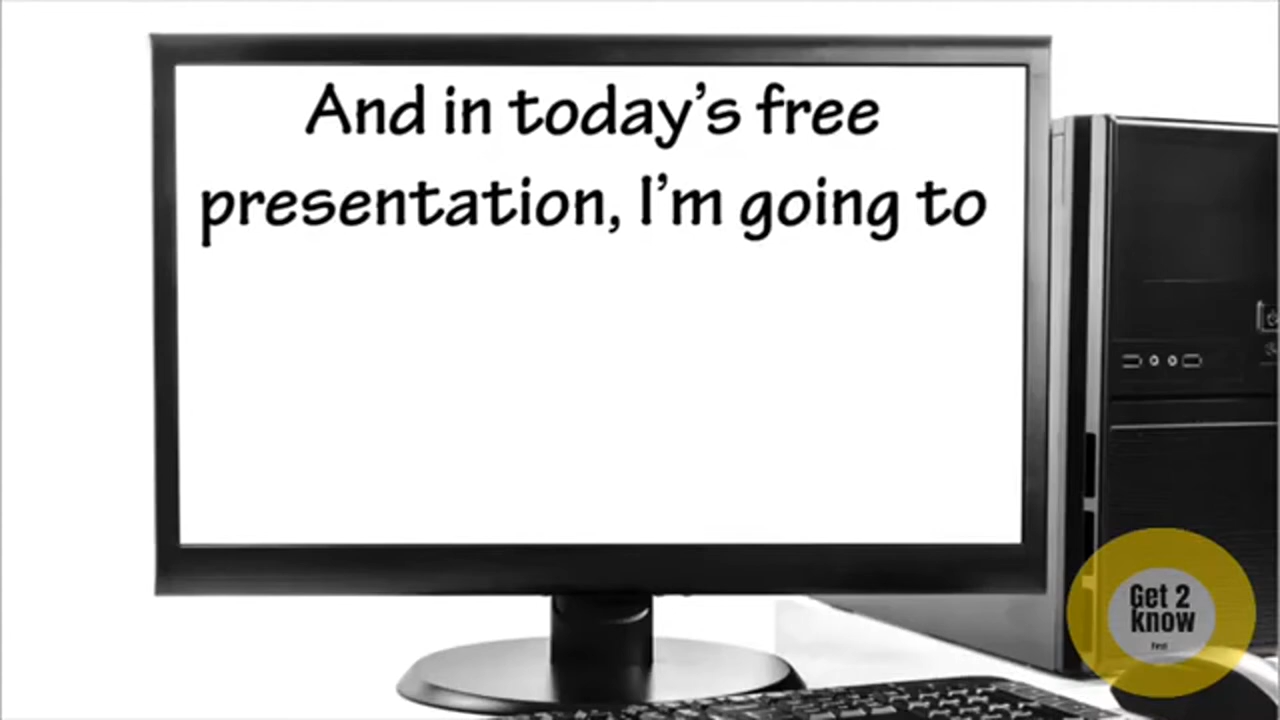 And in today's free
presentation, I'm going to
Get 2
know